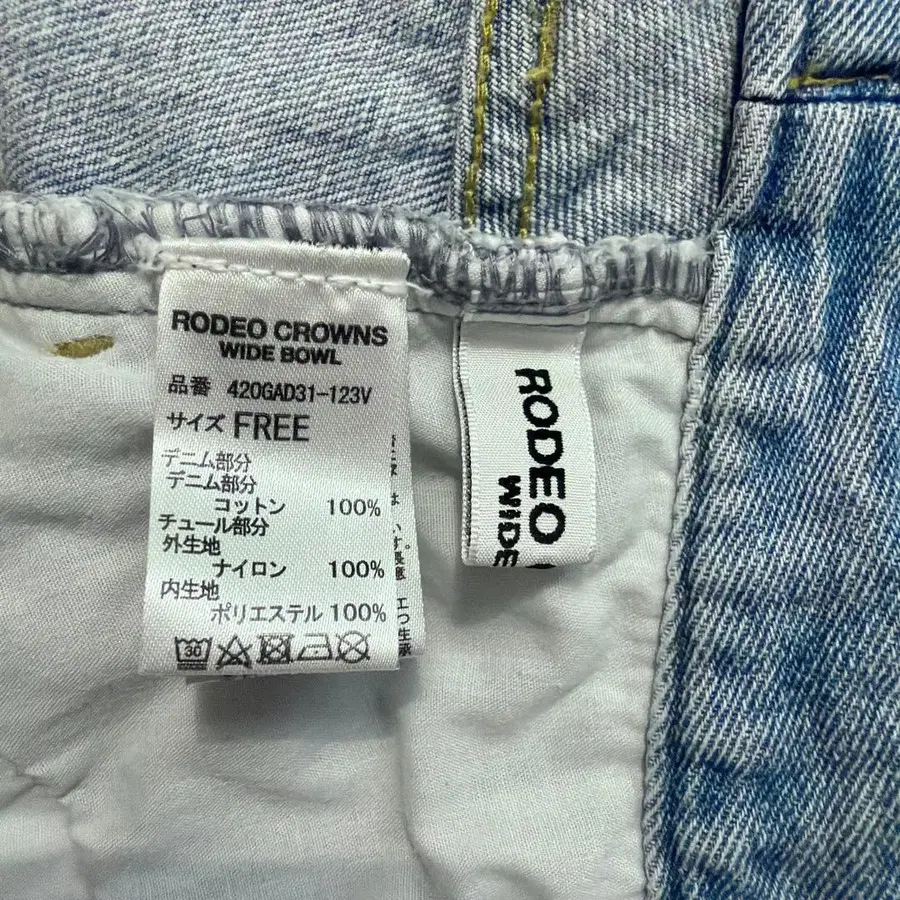 RODEO CROWNS
WIDE BOWL
品番 420GAD31-123V
サイズ FREE
デニム部分
デニム部分
コットン 100%
チュール部分
外生地
ナイロン 100%
内生地
ポリエステル 100%
30
RODEO
WIDE